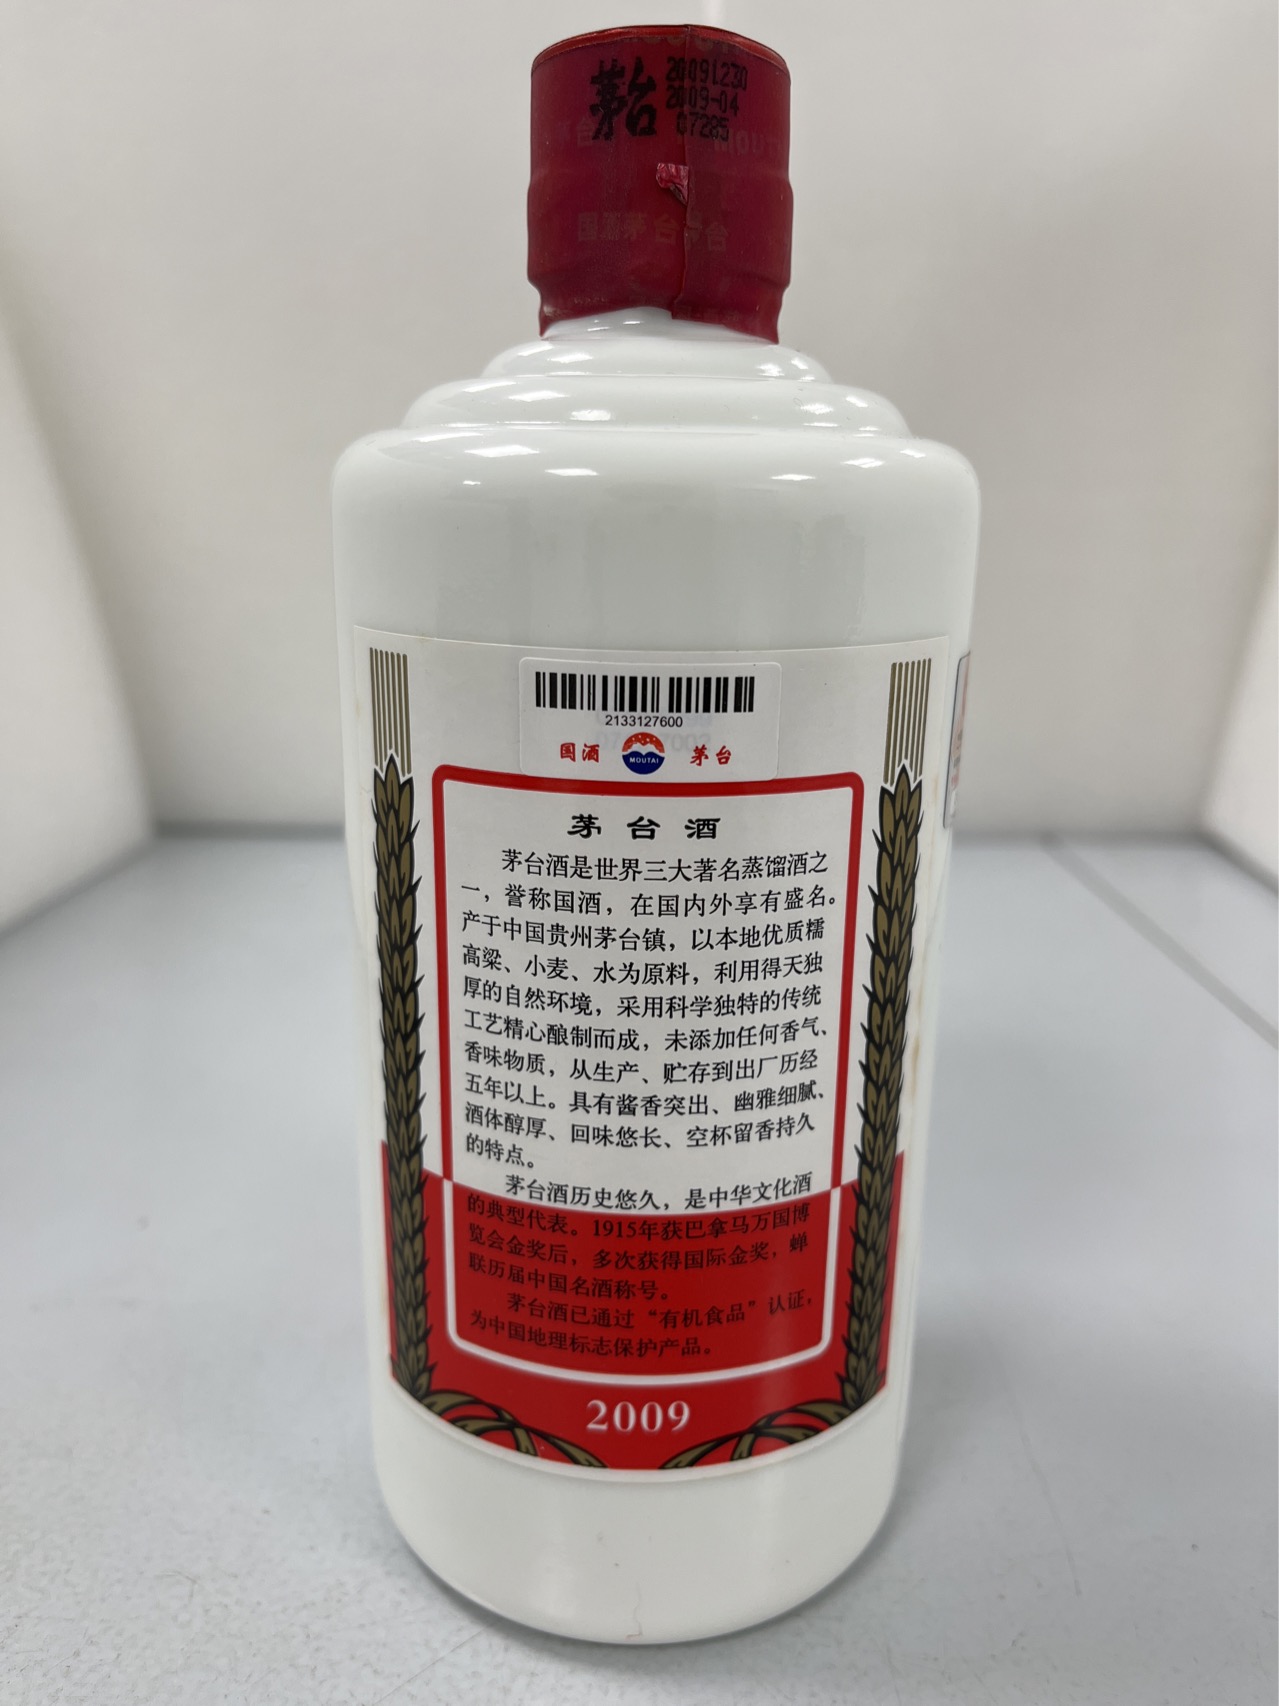 茅台
20091230
2009-04
07285
国酒茅台
2133127600
国酒
MOUTAI
茅台
茅台酒
茅台酒是世界三大著名蒸馏酒之
一，誉称国酒，在国内外享有盛名。
产于中国贵州茅台镇，以本地优质糯
高粱、小麦、水为原料，利用得天独
厚的自然环境，采用科学独特的传统
工艺精心酿制而成，未添加任何香气、
香味物质，从生产、贮存到出厂历经
五年以上。具有酱香突出、幽雅细腻、
酒体醇厚、回味悠长、空杯留香持久
的特点。
茅台酒历史悠久，是中华文化酒
的典型代表。1915年获巴拿马万国博
览会金奖后，多次获得国际金奖，蝉
联历届中国名酒称号。
茅台酒已通过“有机食品”认证，
为中国地理标志保护产品。
2009